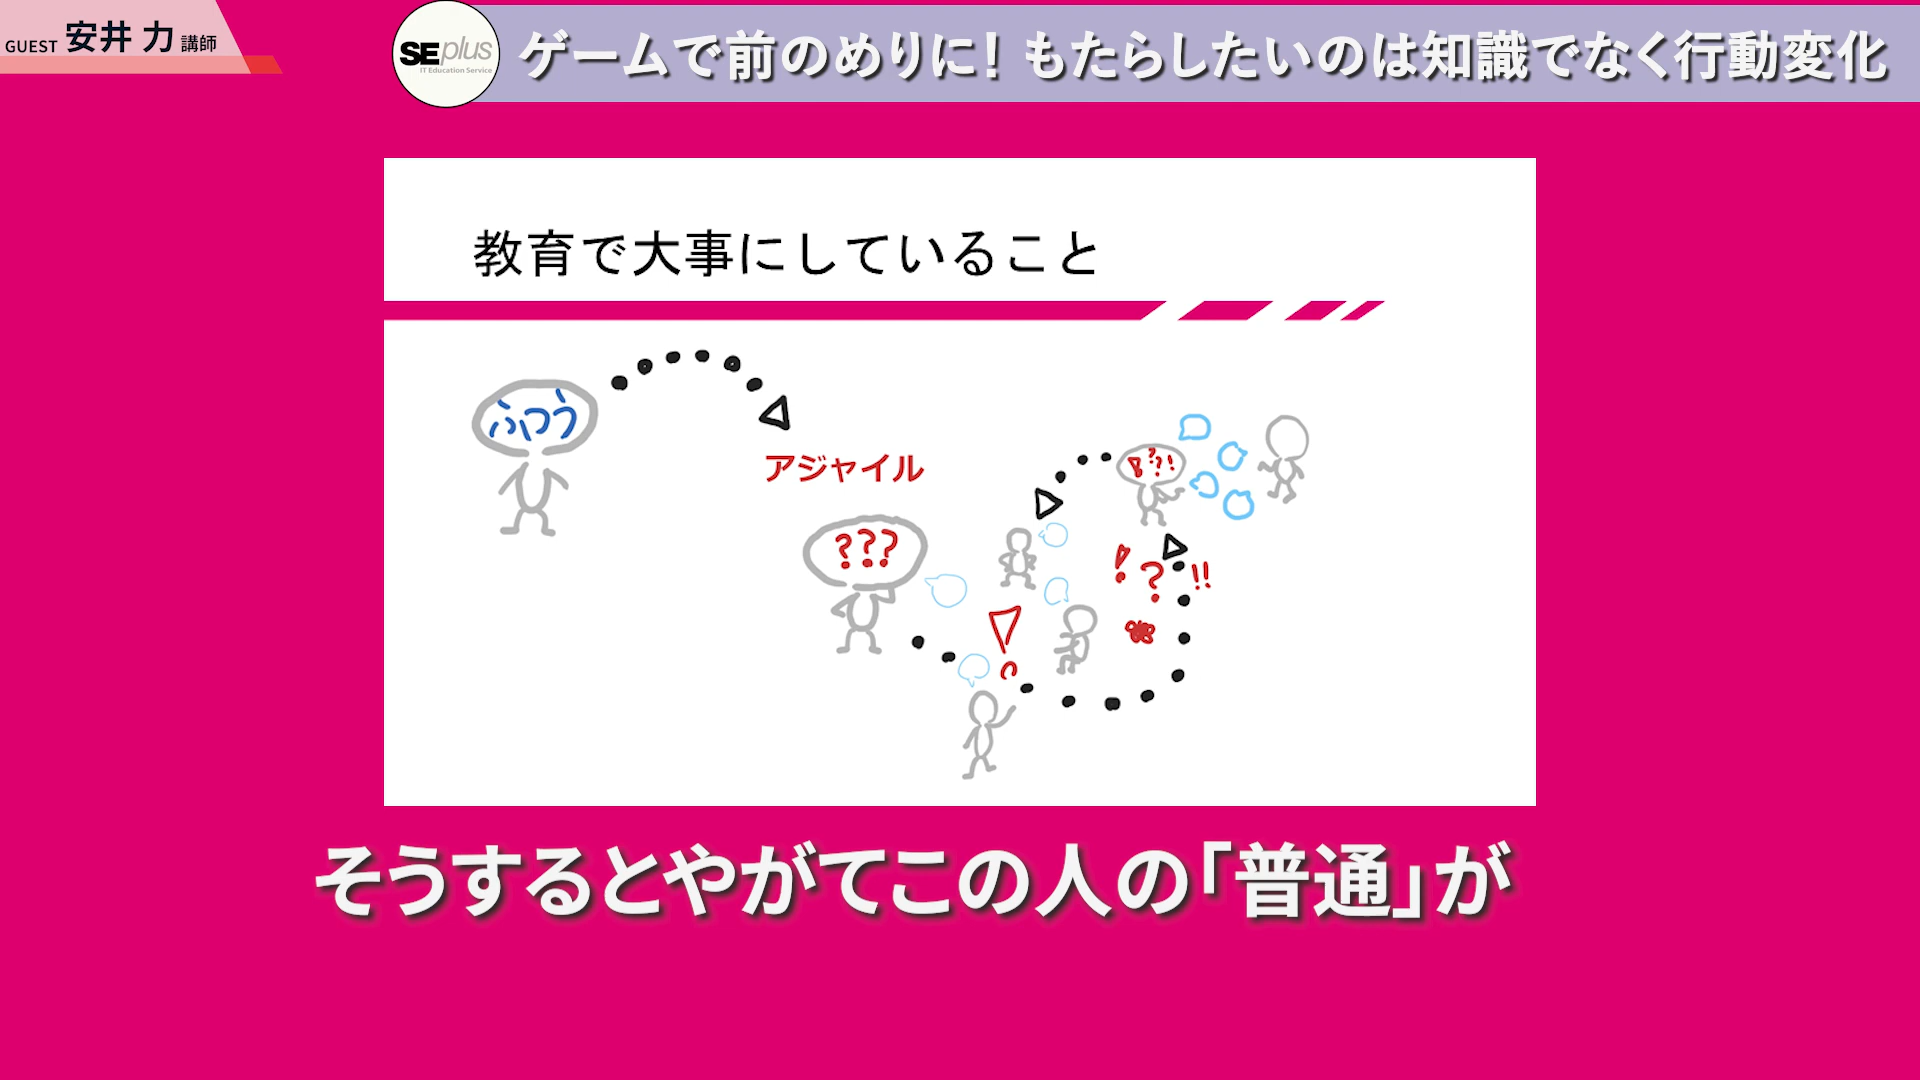 GUEST 安井 力 講師
SEplus
IT Education Service
ゲームで前のめりに！もたらしたいのは知識でなく行動変化
教育で大事にしていること
ふつう
アジャイル
???
!??!
!
! ? !!
そうするとやがてこの人の「普通」が